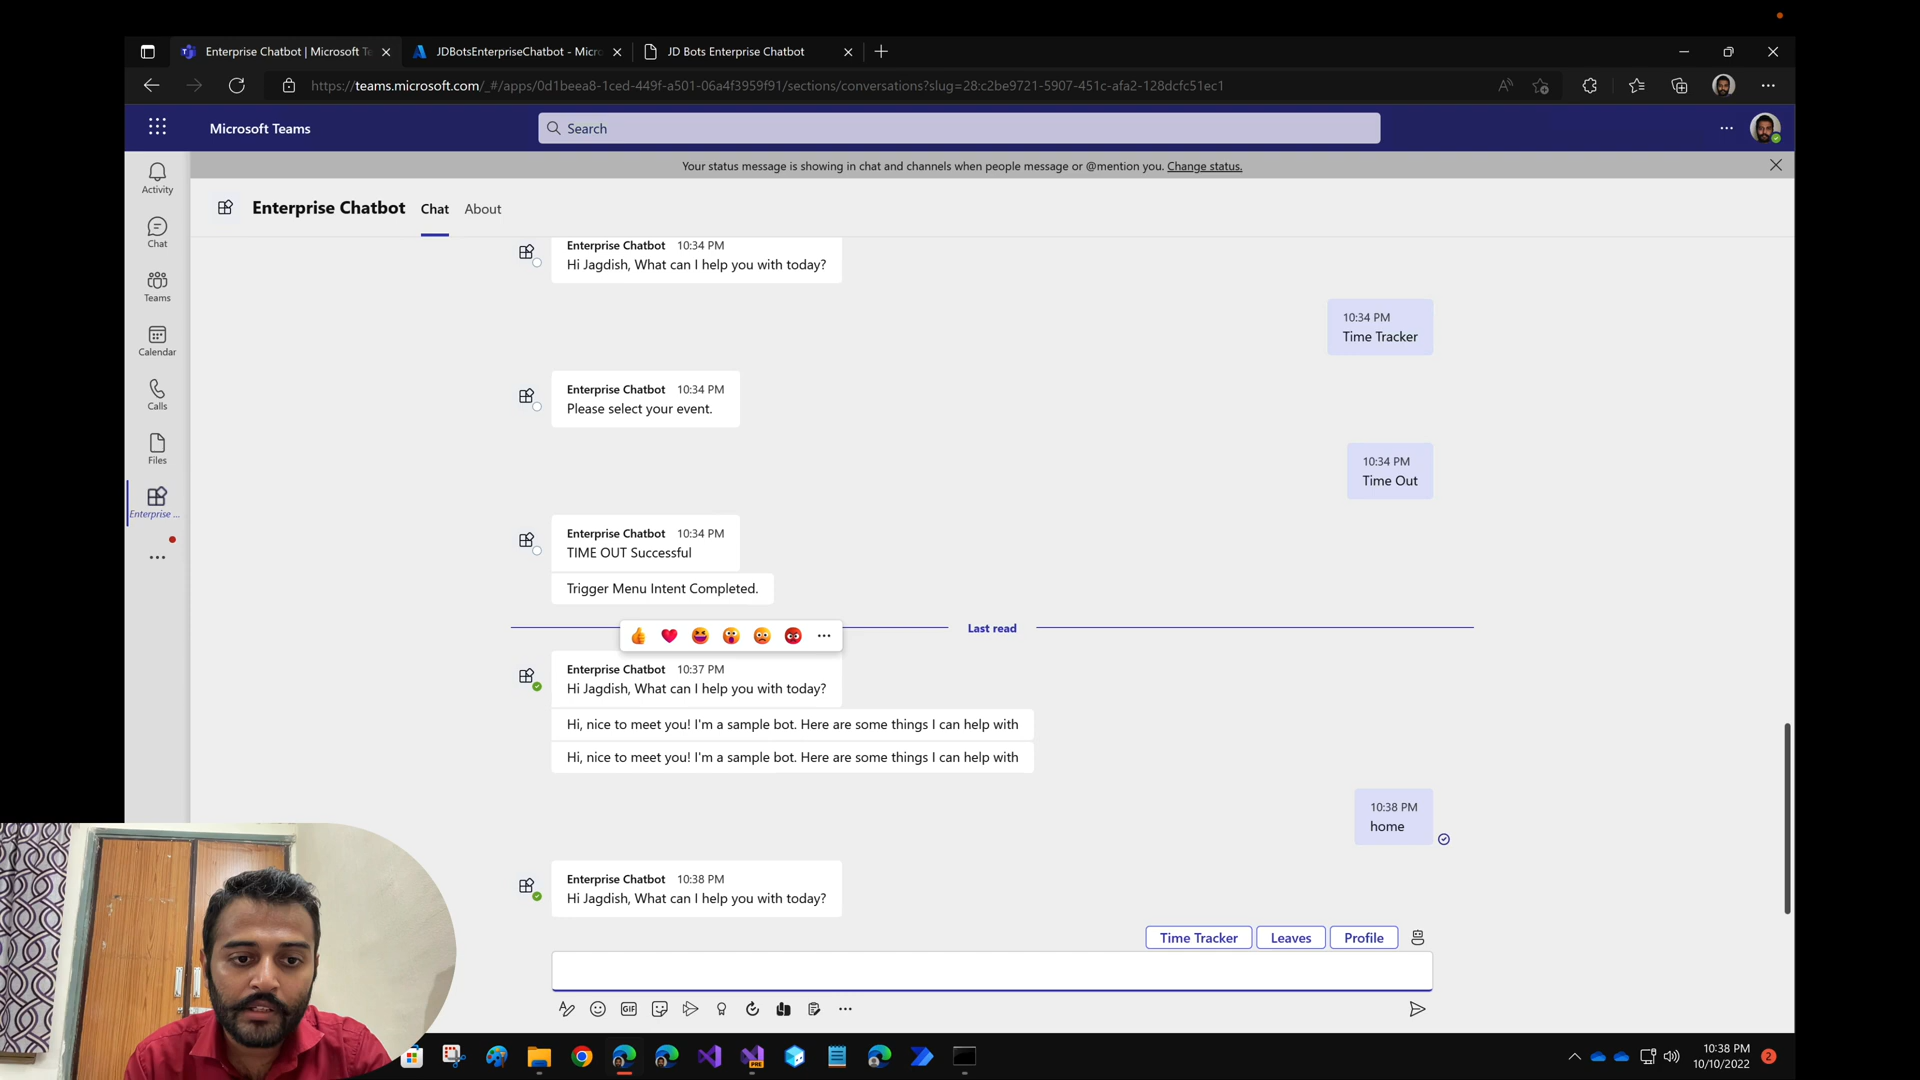 Enterprise Chatbot | Microsoft Te
JDBotsEnterpriseChatbot - Micro
JD Bots Enterprise Chatbot
https://teams.microsoft.com/_#/apps/0d1beea8-1ced-449f-a501-06a4f3959f91/sections/conversations?slug=28:c2be9721-5907-451c-afa2-128dcfc51ec1
Microsoft Teams
Search
Your status message is showing in chat and channels when people message or @mention you. Change status.
Activity
Chat
Teams
Calendar
Calls
Files
Enterprise ...
Enterprise Chatbot Chat About
Enterprise Chatbot 10:34 PM
Hi Jagdish, What can I help you with today?
10:34 PM
Time Tracker
Enterprise Chatbot 10:34 PM
Please select your event.
10:34 PM
Time Out
Enterprise Chatbot 10:34 PM
TIME OUT Successful
Trigger Menu Intent Completed.
Last read
Enterprise Chatbot 10:37 PM
Hi Jagdish, What can I help you with today?
Hi, nice to meet you! I'm a sample bot. Here are some things I can help with
Hi, nice to meet you! I'm a sample bot. Here are some things I can help with
10:38 PM
home
Enterprise Chatbot 10:38 PM
Hi Jagdish, What can I help you with today?
Time Tracker Leaves Profile
GIF
PRE
10:38 PM
10/10/2022
2